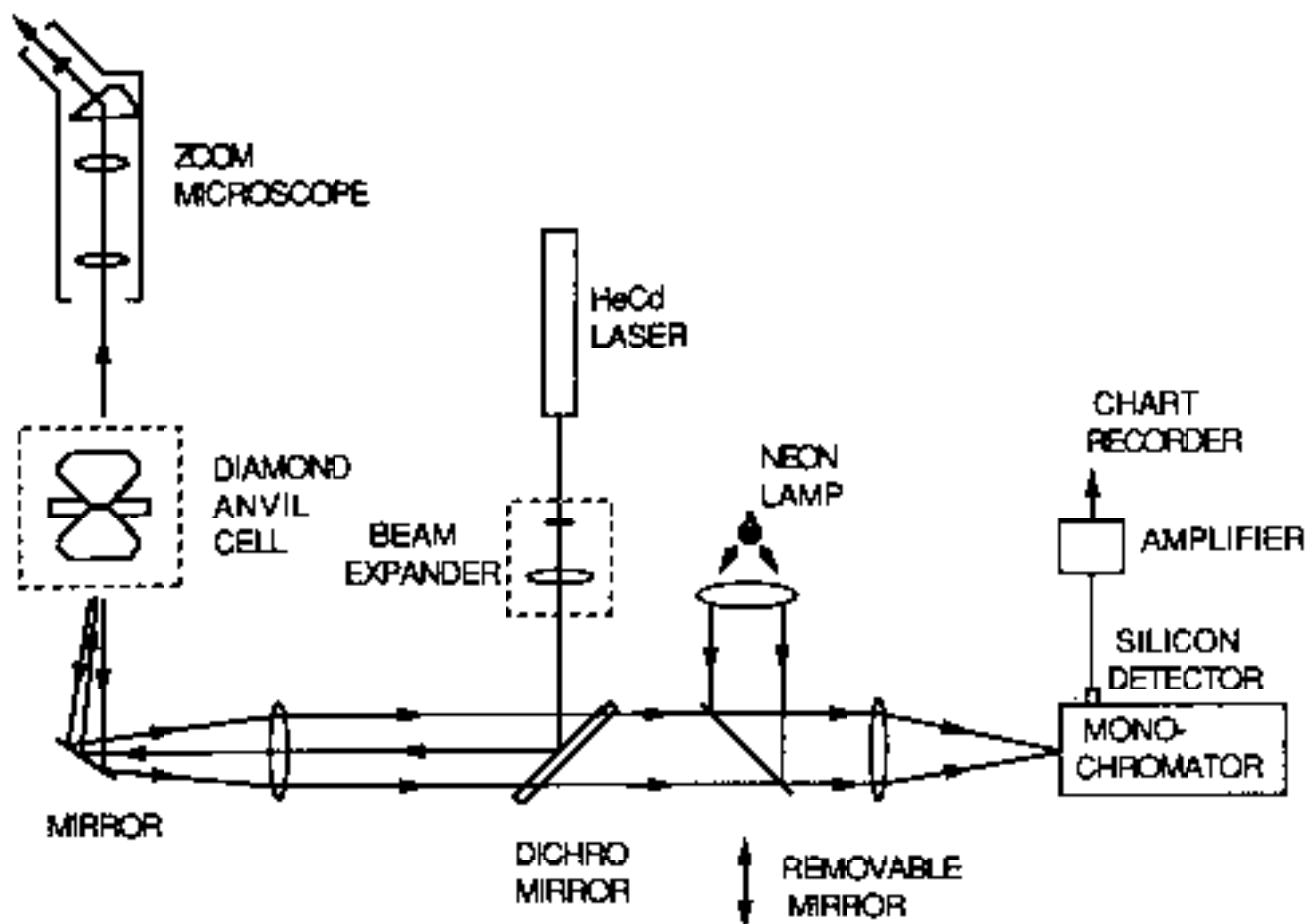 ZOOM
MICROSCOPE
HeCd
LASER
CHART
RECORDER
DIAMOND
ANVIL
CELL
NEON
LAMP
BEAM
EXPANDER
AMPLIFIER
SILICON
DETECTOR
MONO-
CHROMATOR
MIRROR
DICHRO
MIRROR
REMOVABLE
MIRROR